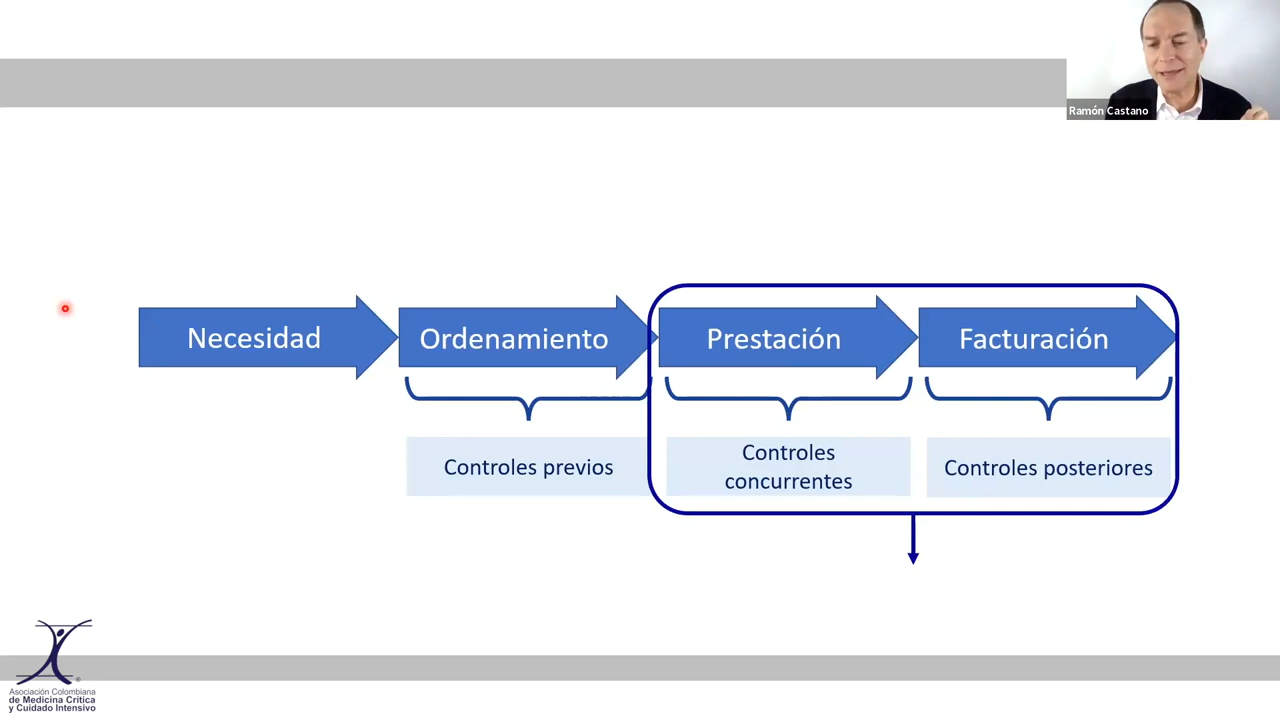 Ramón Castano
Necesidad
Ordenamiento
Prestación
Facturación
Controles previos
Controles
concurrentes
Controles posteriores
Asociación Colombiana
de Medicina Crítica
y Cuidado Intensivo